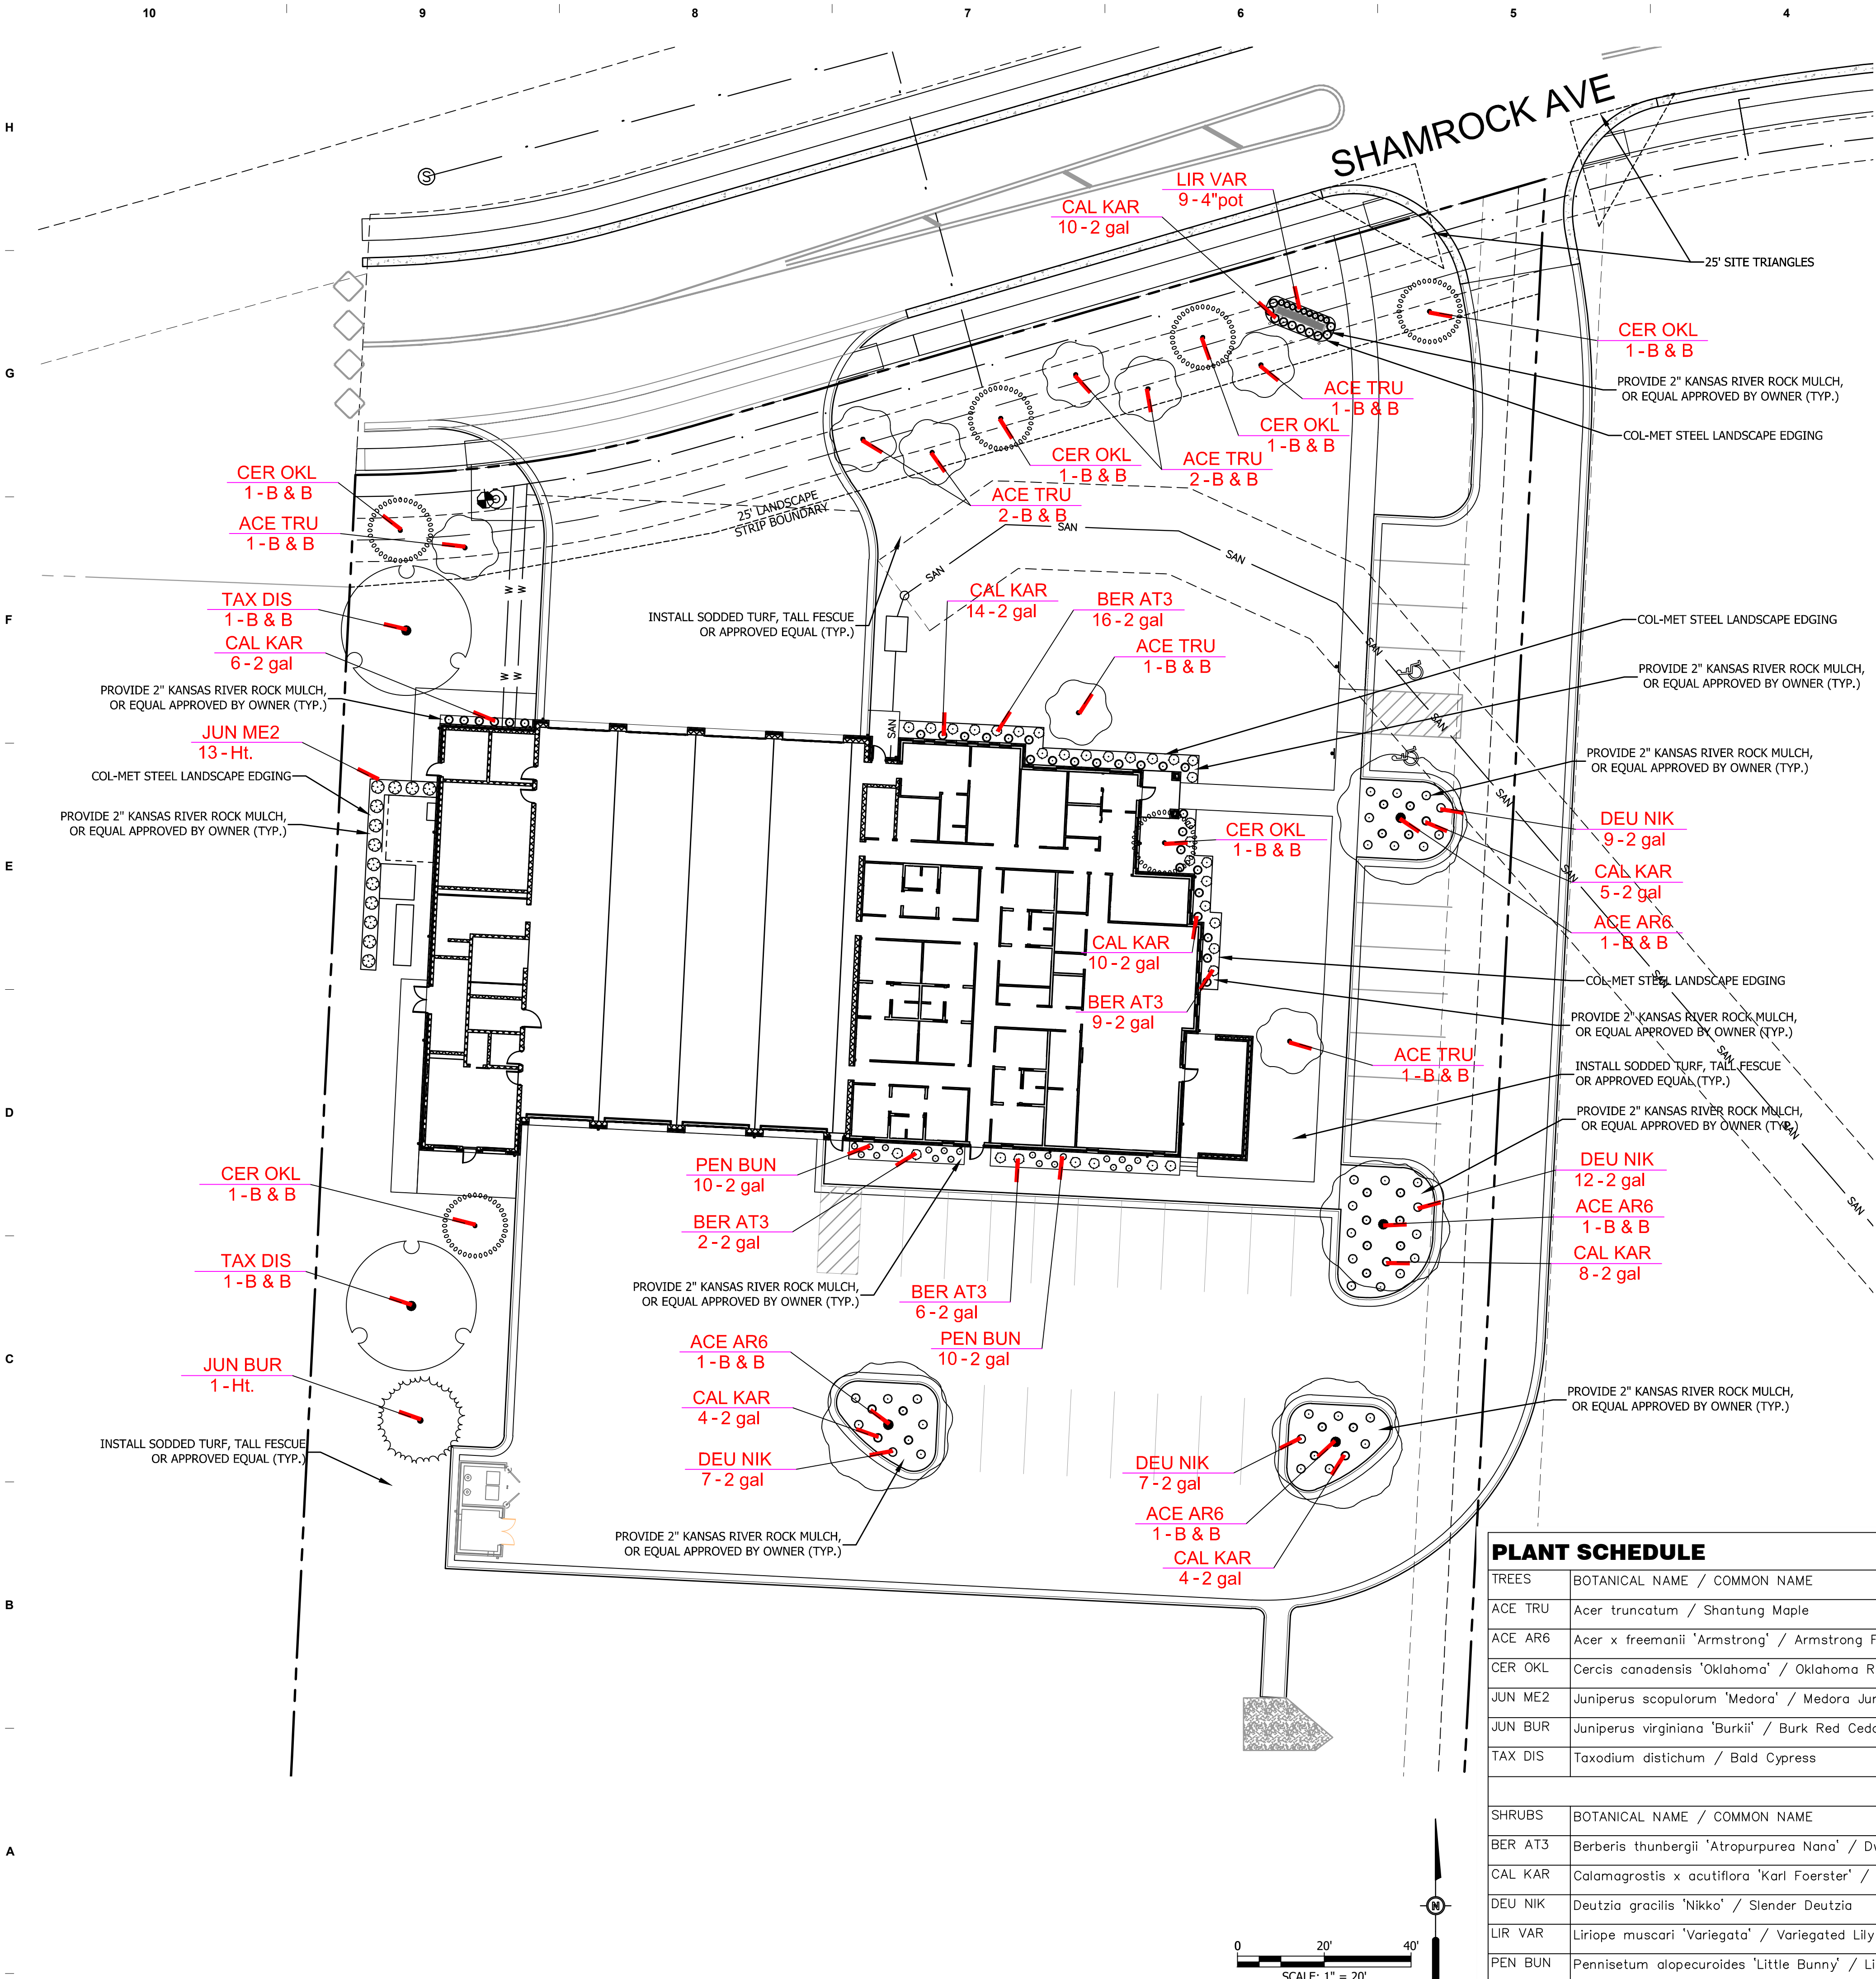 10 9 8 7 6 5 4
H
G
F
E
D
C
B
A
SHAMROCK AVE
S
LIR VAR
9-4"pot
CAL KAR
10-2 gal
25' SITE TRIANGLES
CER OKL
1-B & B
PROVIDE 2" KANSAS RIVER ROCK MULCH,
OR EQUAL APPROVED BY OWNER (TYP.)
COL-MET STEEL LANDSCAPE EDGING
ACE TRU
1-B & B
CER OKL
1-B & B
ACE TRU
2-B & B
CER OKL
1-B & B
ACE TRU
2-B & B
25' LANDSCAPE
STRIP BOUNDARY
CER OKL
1-B & B
ACE TRU
1-B & B
TAX DIS
1-B & B
CAL KAR
6-2 gal
PROVIDE 2" KANSAS RIVER ROCK MULCH,
OR EQUAL APPROVED BY OWNER (TYP.)
JUN ME2
13-Ht.
COL-MET STEEL LANDSCAPE EDGING
PROVIDE 2" KANSAS RIVER ROCK MULCH,
OR EQUAL APPROVED BY OWNER (TYP.)
W W
W W
SAN
SAN
SAN
SAN
SAN
SAN
SAN
SAN
SAN
SAN
SAN
SAN
INSTALL SODDED TURF, TALL FESCUE
OR APPROVED EQUAL (TYP.)
CAL KAR
14-2 gal
BER AT3
16-2 gal
ACE TRU
1-B & B
COL-MET STEEL LANDSCAPE EDGING
PROVIDE 2" KANSAS RIVER ROCK MULCH,
OR EQUAL APPROVED BY OWNER (TYP.)
PROVIDE 2" KANSAS RIVER ROCK MULCH,
OR EQUAL APPROVED BY OWNER (TYP.)
DEU NIK
9-2 gal
CAL KAR
5-2 gal
ACE AR6
1-B & B
CER OKL
1-B & B
CAL KAR
10-2 gal
BER AT3
9-2 gal
COL-MET STEEL LANDSCAPE EDGING
PROVIDE 2" KANSAS RIVER ROCK MULCH,
OR EQUAL APPROVED BY OWNER (TYP.)
ACE TRU
1-B & B
INSTALL SODDED TURF, TALL FESCUE
OR APPROVED EQUAL (TYP.)
PROVIDE 2" KANSAS RIVER ROCK MULCH,
OR EQUAL APPROVED BY OWNER (TYP.)
DEU NIK
12-2 gal
ACE AR6
1-B & B
CAL KAR
8-2 gal
CER OKL
1-B & B
TAX DIS
1-B & B
JUN BUR
1-Ht.
INSTALL SODDED TURF, TALL FESCUE
OR APPROVED EQUAL (TYP.)
PEN BUN
10-2 gal
BER AT3
2-2 gal
PROVIDE 2" KANSAS RIVER ROCK MULCH,
OR EQUAL APPROVED BY OWNER (TYP.)
BER AT3
6-2 gal
PEN BUN
10-2 gal
ACE AR6
1-B & B
CAL KAR
4-2 gal
DEU NIK
7-2 gal
PROVIDE 2" KANSAS RIVER ROCK MULCH,
OR EQUAL APPROVED BY OWNER (TYP.)
DEU NIK
7-2 gal
ACE AR6
1-B & B
CAL KAR
4-2 gal
PROVIDE 2" KANSAS RIVER ROCK MULCH,
OR EQUAL APPROVED BY OWNER (TYP.)
PLANT SCHEDULE
TREES BOTANICAL NAME / COMMON NAME
ACE TRU Acer truncatum / Shantung Maple
ACE AR6 Acer x freemanii 'Armstrong' / Armstrong F
CER OKL Cercis canadensis 'Oklahoma' / Oklahoma R
JUN ME2 Juniperus scopulorum 'Medora' / Medora Jun
JUN BUR Juniperus virginiana 'Burkii' / Burk Red Ceda
TAX DIS Taxodium distichum / Bald Cypress
SHRUBS BOTANICAL NAME / COMMON NAME
BER AT3 Berberis thunbergii 'Atropurpurea Nana' / Dw
CAL KAR Calamagrostis x acutiflora 'Karl Foerster' /
DEU NIK Deutzia gracilis 'Nikko' / Slender Deutzia
LIR VAR Liriope muscari 'Variegata' / Variegated Lily
PEN BUN Pennisetum alopecuroides 'Little Bunny' / Li
N
0 20' 40'
SCALE: 1" = 20'